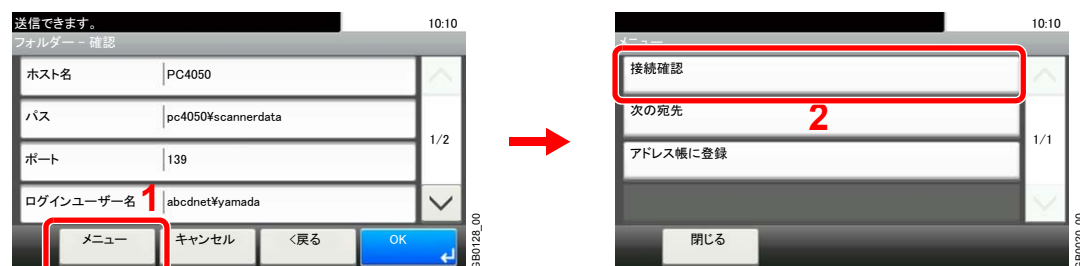 送信できます。 10:10
フォルダー - 確認
ホスト名 PC4050
パス pc4050¥scannerdata
1/2
ポート 139
ログインユーザー名 abcdnet¥yamada
1
メニュー キャンセル <戻る OK
GB0128_00
10:10
メニュー
接続確認
次の宛先
2
1/1
アドレス帳に登録
閉じる